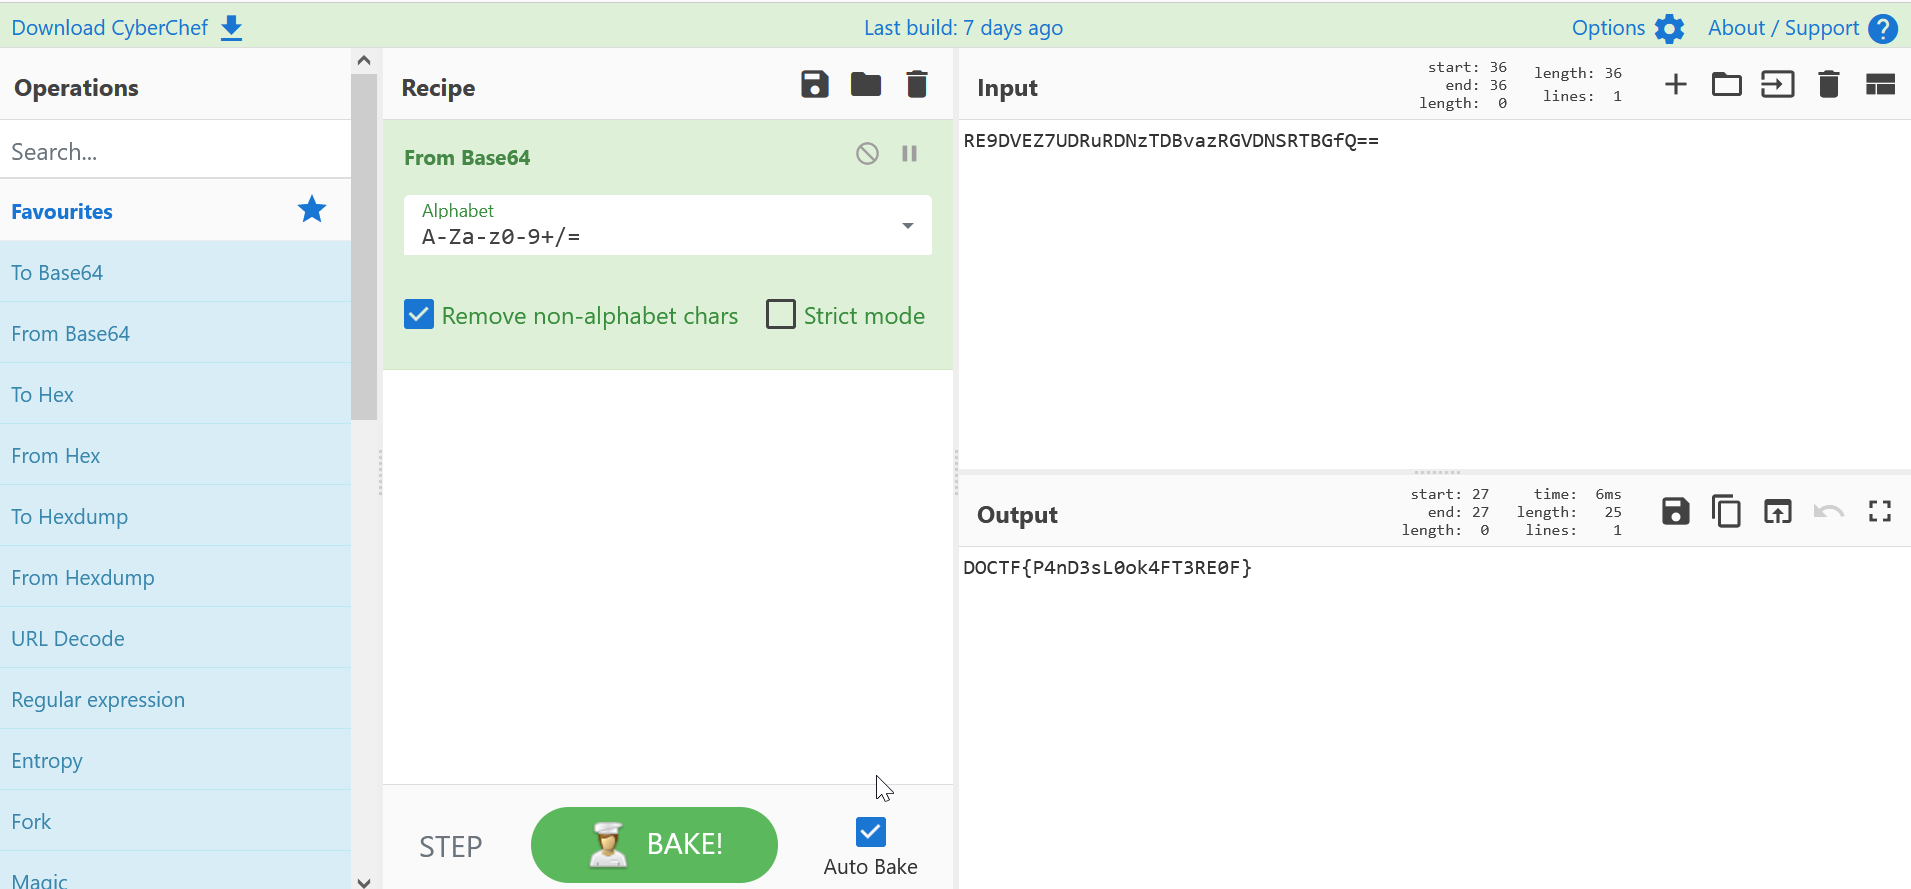 Download CyberChef
Last build: 7 days ago
Options
About / Support
?
Operations
Search...
Favourites
To Base64
From Base64
To Hex
From Hex
To Hexdump
From Hexdump
URL Decode
Regular expression
Entropy
Fork
Magic
Recipe
From Base64
Alphabet
A-Za-z0-9+/=
Remove non-alphabet chars
Strict mode
STEP
BAKE!
Auto Bake
Input
start: 36
end: 36
length: 0
length: 36
lines: 1
RE9DVEZ7UDRuRDNzTDBvazRGVDNSRTBGfQ==
Output
start: 27
end: 27
length: 0
time: 6ms
length: 25
lines: 1
DOCTF{P4nD3sL0ok4FT3RE0F}